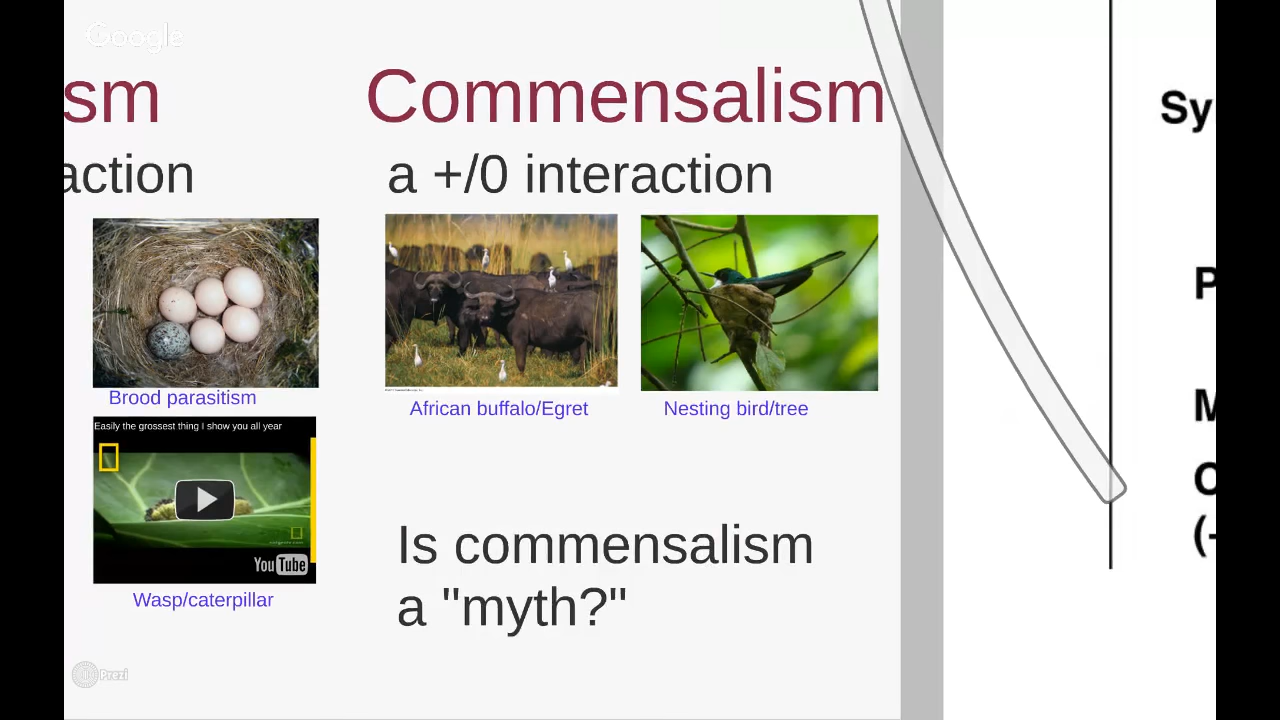 Google
sm
action
Brood parasitism
Easily the grossest thing I show you all year
YouTube
Wasp/caterpillar
Prezi
Commensalism
a +/0 interaction
African buffalo/Egret
Nesting bird/tree
Is commensalism
a "myth?"
Sy
P
M
C
(-